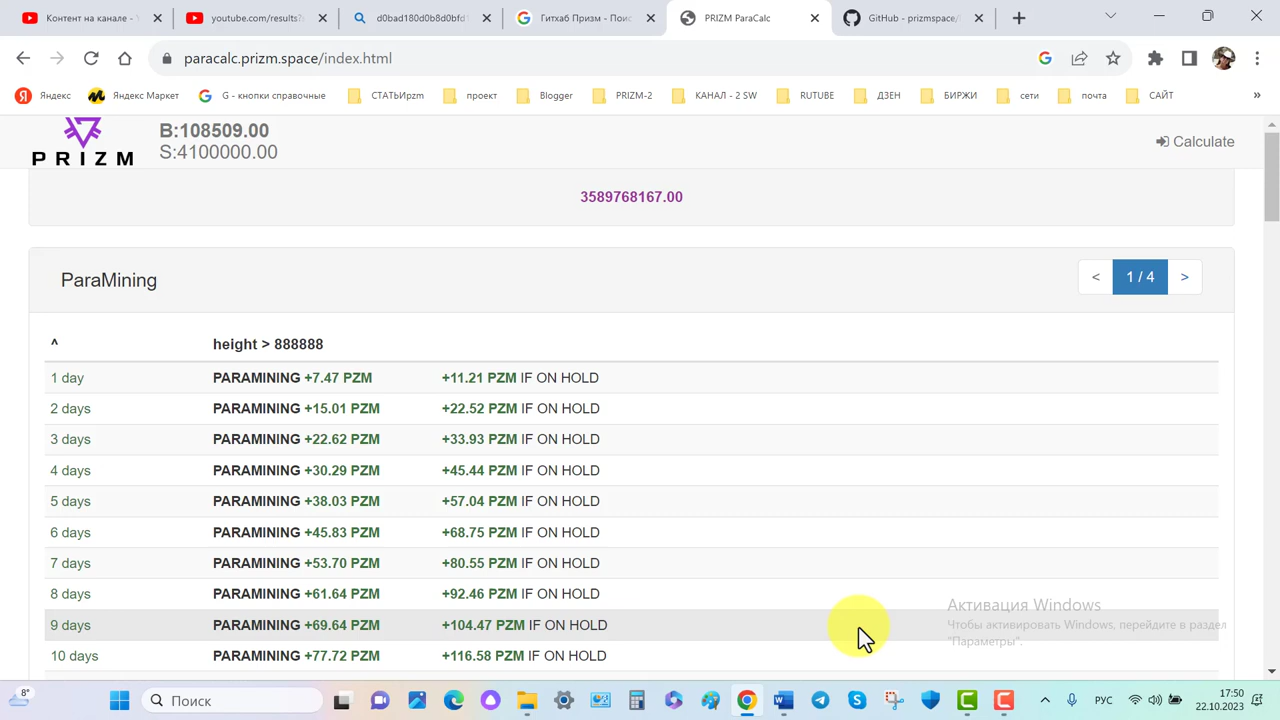 Контент на канале - Y
youtube.com/results?s
d0bad180d0b8d0bfd1
Гитхаб Призм - Поис
PRIZM ParaCalc
GitHub - prizmspace/
paracalc.prizm.space/index.html
Яндекс
Яндекс Маркет
G - кнопки справочные
СТАТЬИpzm
проект
Blogger
PRIZM-2
КАНАЛ - 2 SW
RUTUBE
ДЗЕН
БИРЖИ
сети
почта
САЙТ
»
PRIZM
B:108509.00
S:4100000.00
Calculate
3589768167.00
ParaMining
< 1 / 4 >
^ height > 888888
1 day PARAMINING +7.47 PZM +11.21 PZM IF ON HOLD
2 days PARAMINING +15.01 PZM +22.52 PZM IF ON HOLD
3 days PARAMINING +22.62 PZM +33.93 PZM IF ON HOLD
4 days PARAMINING +30.29 PZM +45.44 PZM IF ON HOLD
5 days PARAMINING +38.03 PZM +57.04 PZM IF ON HOLD
6 days PARAMINING +45.83 PZM +68.75 PZM IF ON HOLD
7 days PARAMINING +53.70 PZM +80.55 PZM IF ON HOLD
8 days PARAMINING +61.64 PZM +92.46 PZM IF ON HOLD
9 days PARAMINING +69.64 PZM +104.47 PZM IF ON HOLD
10 days PARAMINING +77.72 PZM +116.58 PZM IF ON HOLD
Активация Windows
Чтобы активировать Windows, перейдите в раздел
"Параметры".
8°
Поиск
РУС
17:50
22.10.2023